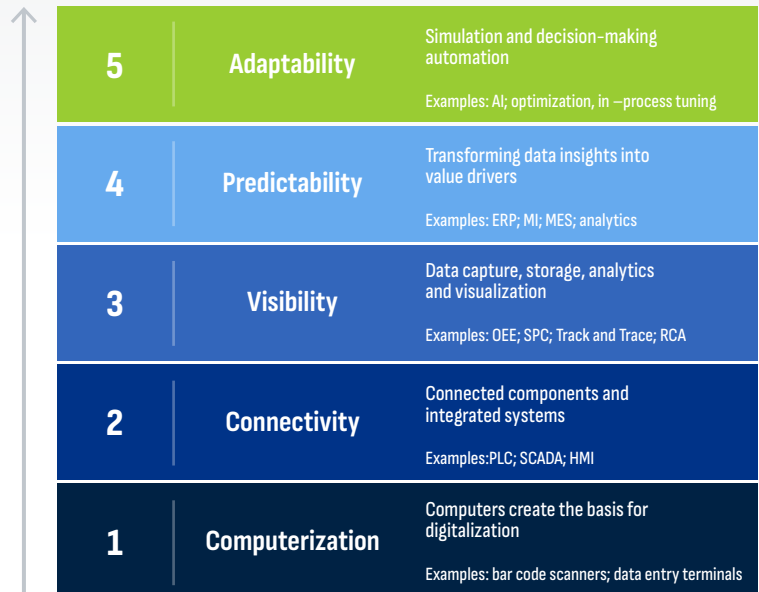 5
Adaptability
Simulation and decision-making
automation
Examples: AI; optimization, in –process tuning
4
Predictability
Transforming data insights into
value drivers
Examples: ERP; MI; MES; analytics
3
Visibility
Data capture, storage, analytics
and visualization
Examples: OEE; SPC; Track and Trace; RCA
2
Connectivity
Connected components and
integrated systems
Examples:PLC; SCADA; HMI
1
Computerization
Computers create the basis for
digitalization
Examples: bar code scanners; data entry terminals